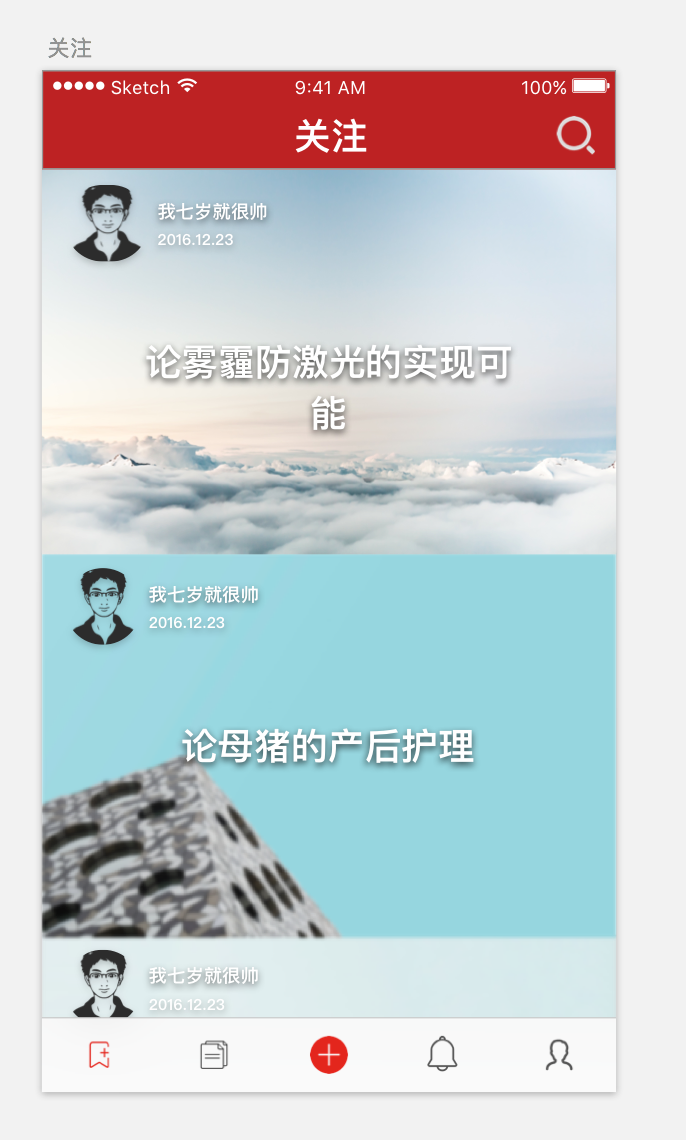 关注
Sketch 9:41 AM 100%
关注
我七岁就很帅
2016.12.23
论雾霾防激光的实现可
能
我七岁就很帅
2016.12.23
论母猪的产后护理
我七岁就很帅
2016.12.23